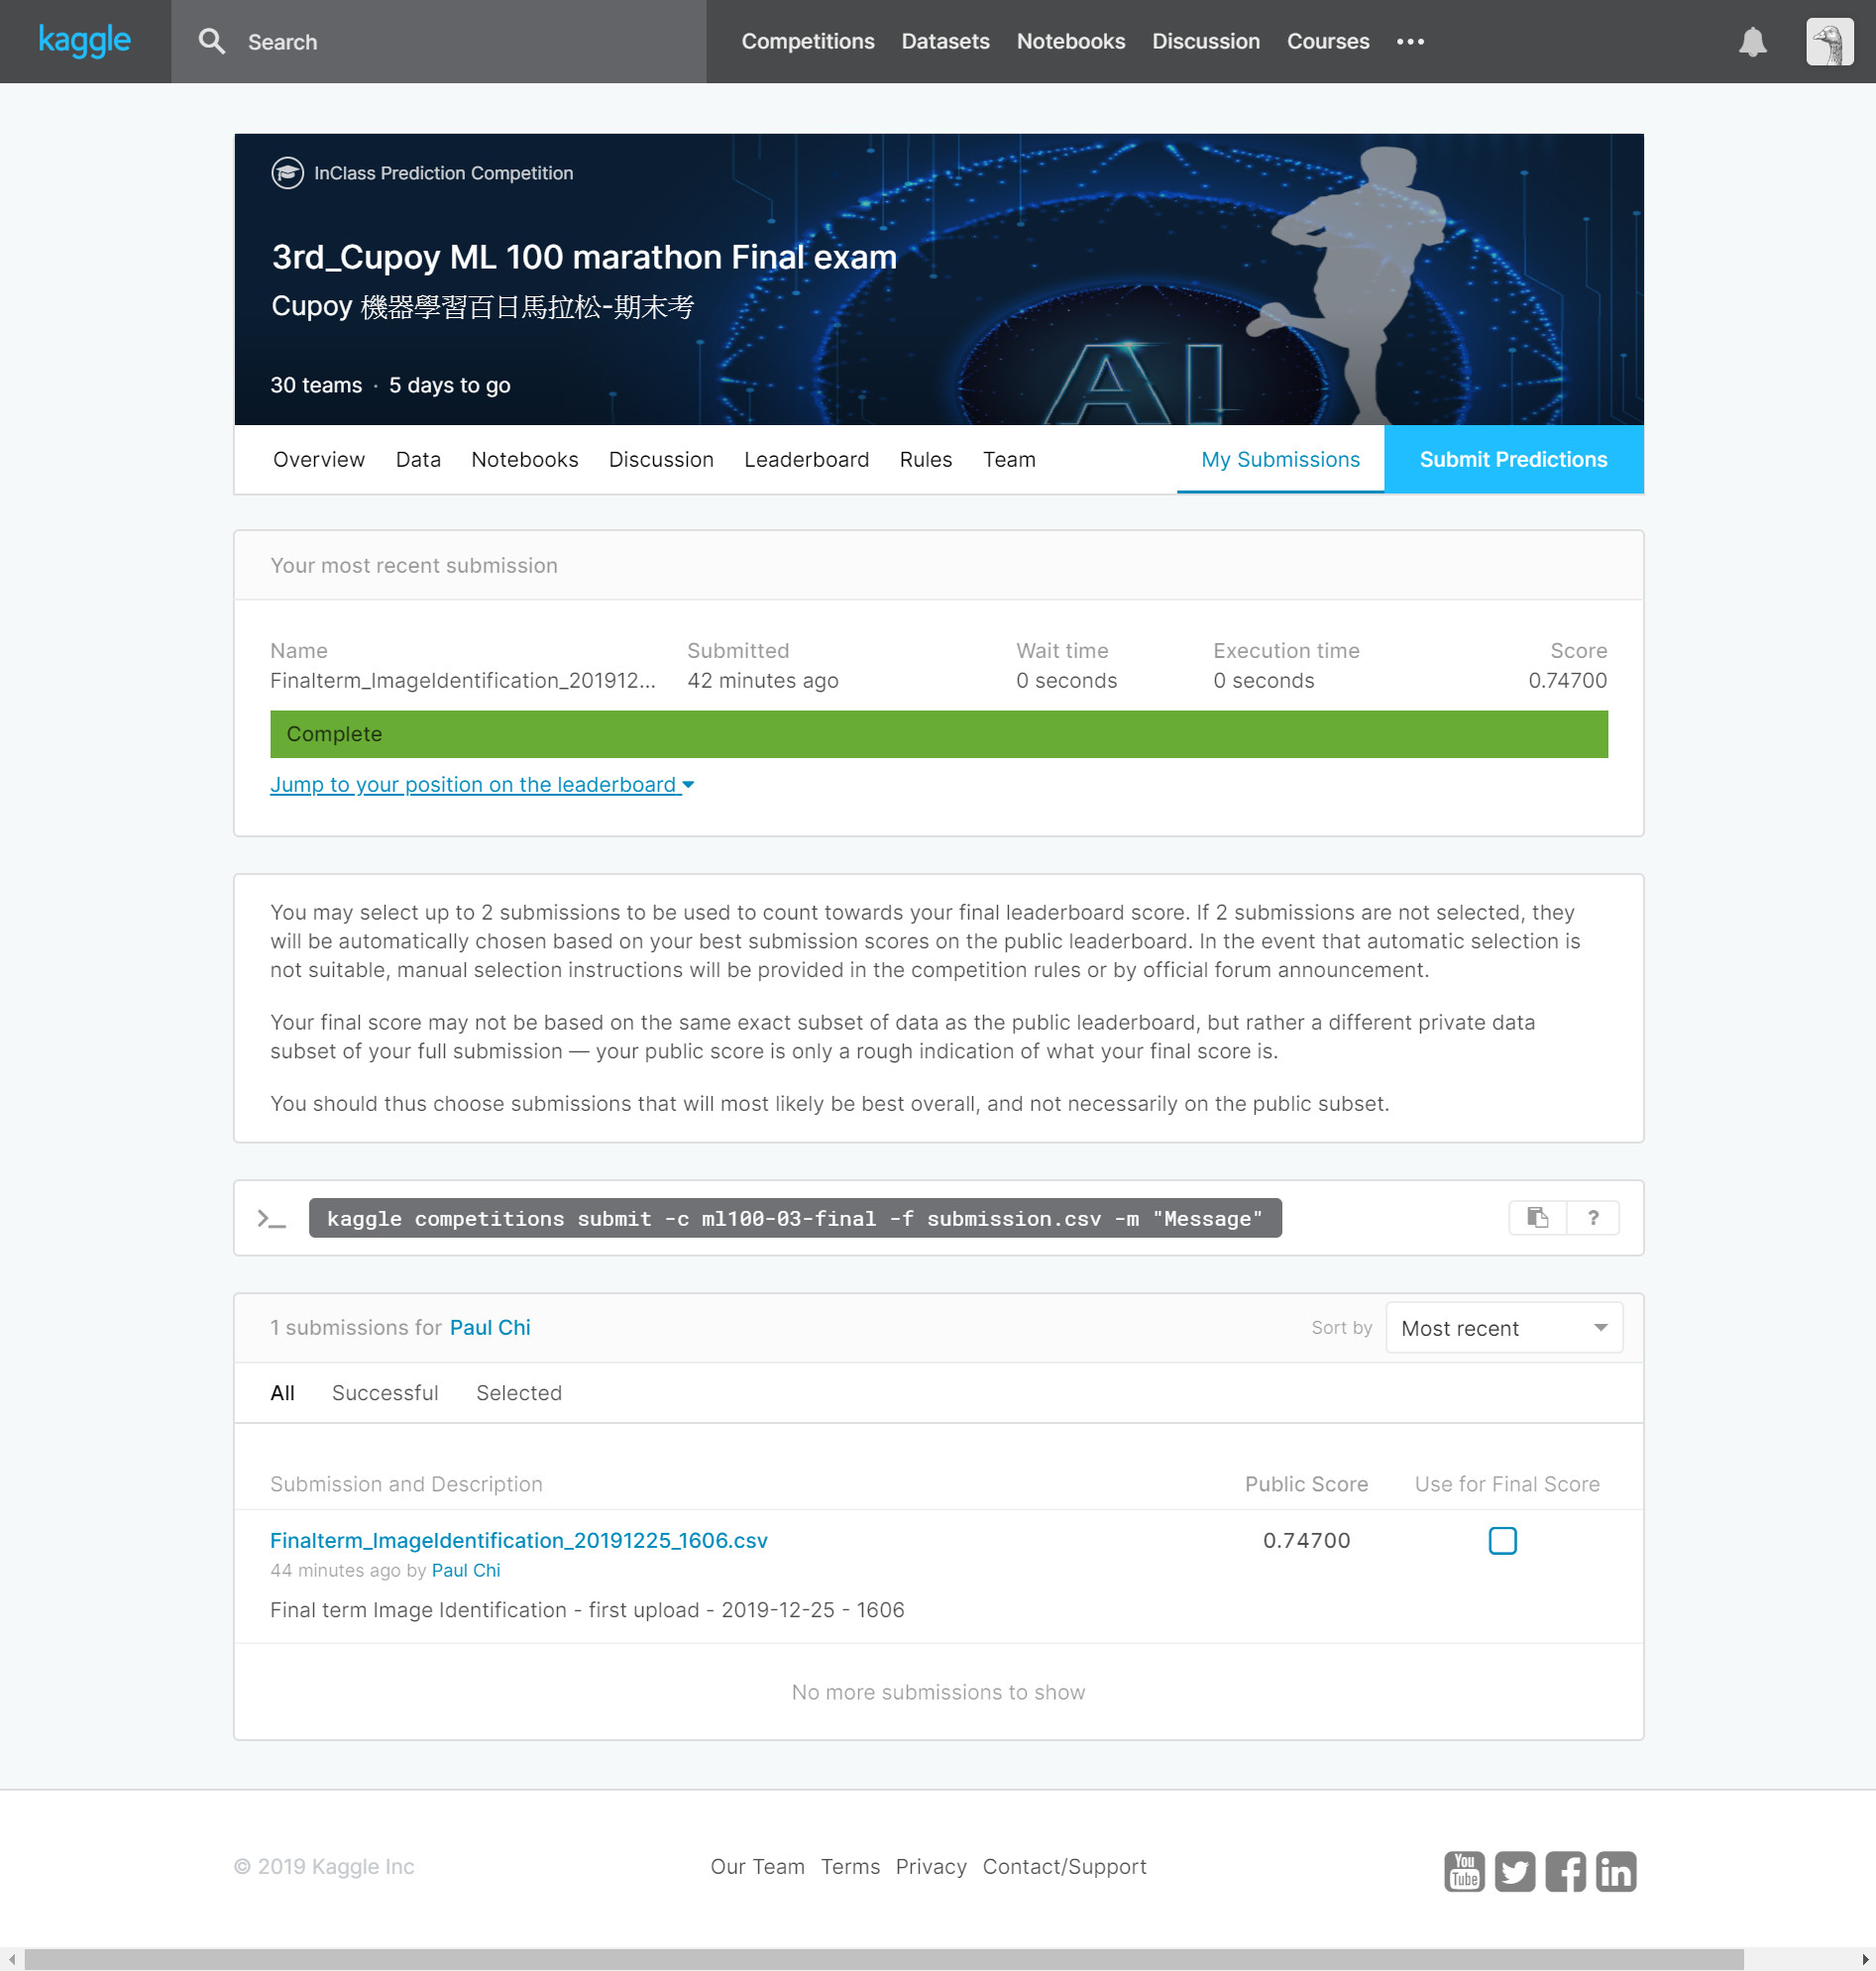 kaggle
Search
Competitions Datasets Notebooks Discussion Courses
InClass Prediction Competition
3rd_Cupoy ML 100 marathon Final exam
Cupoy 機器學習百日馬拉松-期末考
AI
30 teams · 5 days to go
Overview Data Notebooks Discussion Leaderboard Rules Team My Submissions Submit Predictions
Your most recent submission
Name Submitted Wait time Execution time Score
Finalterm_ImageIdentification_201912... 42 minutes ago 0 seconds 0 seconds 0.74700
Complete
Jump to your position on the leaderboard
You may select up to 2 submissions to be used to count towards your final leaderboard score. If 2 submissions are not selected, they
will be automatically chosen based on your best submission scores on the public leaderboard. In the event that automatic selection is
not suitable, manual selection instructions will be provided in the competition rules or by official forum announcement.
Your final score may not be based on the same exact subset of data as the public leaderboard, but rather a different private data
subset of your full submission — your public score is only a rough indication of what your final score is.
You should thus choose submissions that will most likely be best overall, and not necessarily on the public subset.
>_ kaggle competitions submit -c ml100-03-final -f submission.csv -m "Message" ?
1 submissions for Paul Chi Sort by Most recent
All Successful Selected
Submission and Description Public Score Use for Final Score
Finalterm_ImageIdentification_20191225_1606.csv 0.74700
44 minutes ago by Paul Chi
Final term Image Identification - first upload - 2019-12-25 - 1606
No more submissions to show
© 2019 Kaggle Inc Our Team Terms Privacy Contact/Support You Tube in